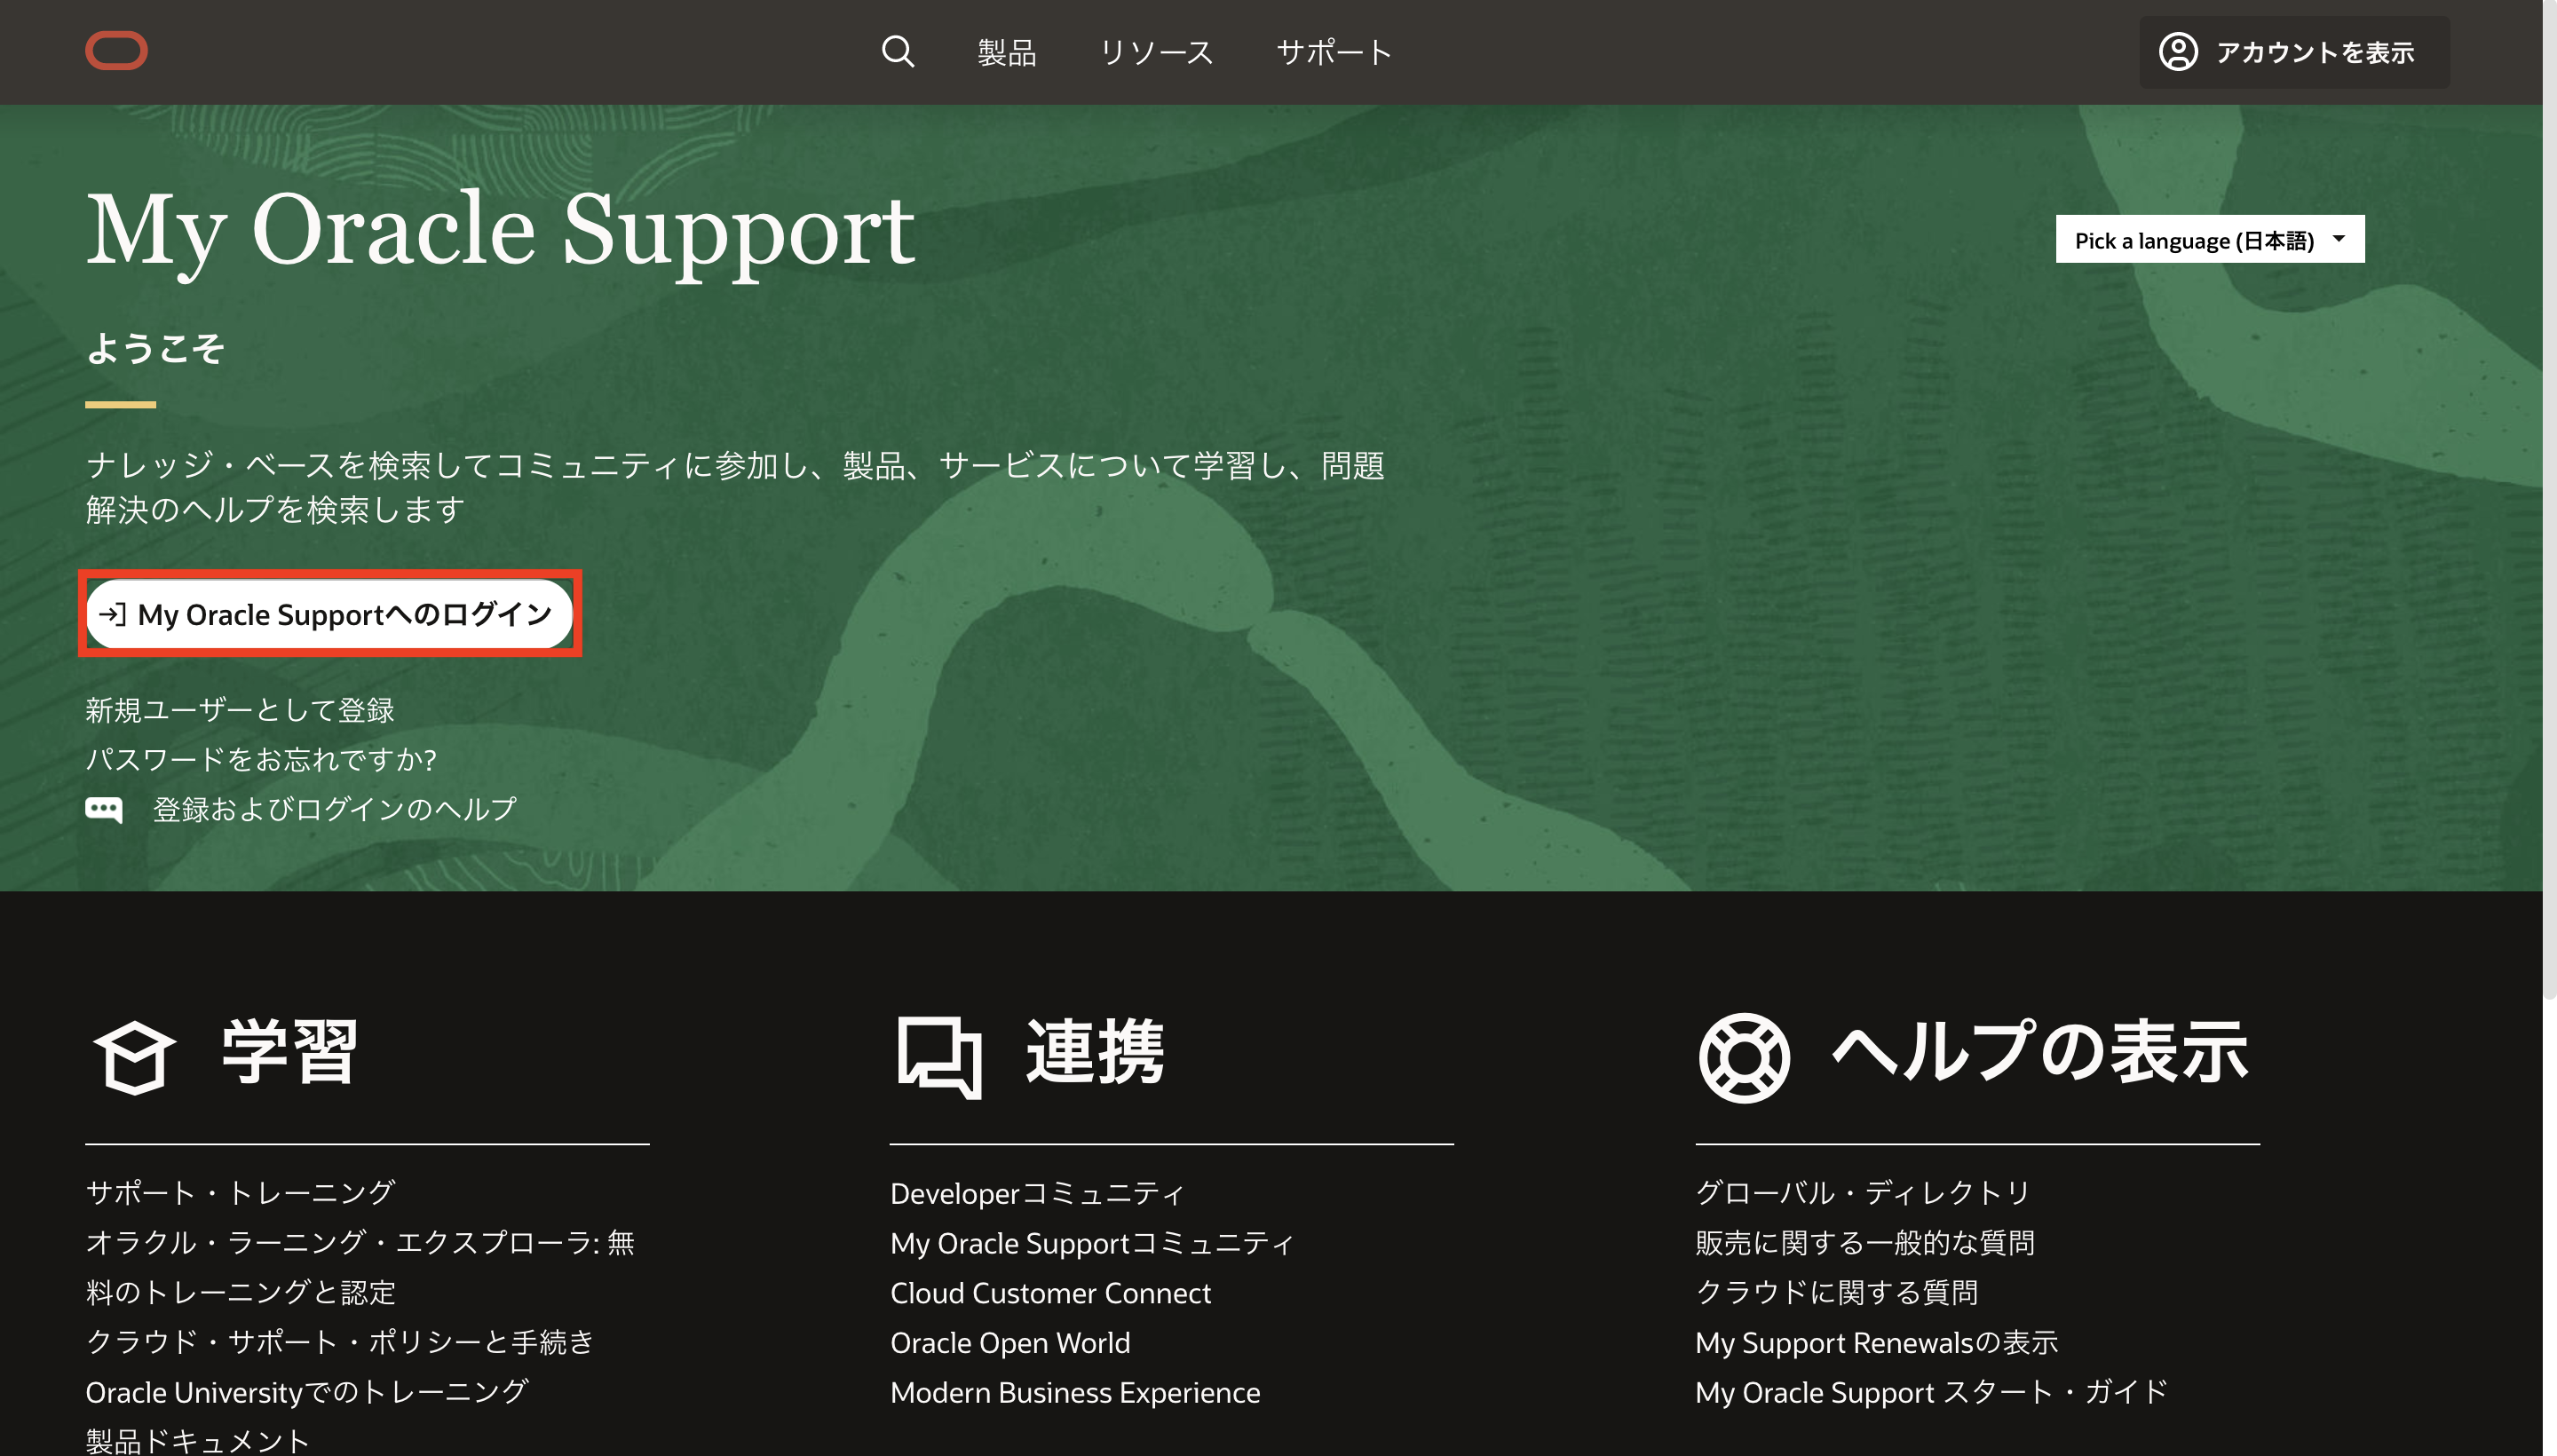 製品
リソース
サポート
アカウントを表示
My Oracle Support
Pick a language (日本語)
ようこそ
ナレッジ・ベースを検索してコミュニティに参加し、製品、サービスについて学習し、問題
解決のヘルプを検索します
My Oracle Supportへのログイン
新規ユーザーとして登録
パスワードをお忘れですか?
登録およびログインのヘルプ
学習
サポート・トレーニング
オラクル・ラーニング・エクスプローラ: 無
料のトレーニングと認定
クラウド・サポート・ポリシーと手続き
Oracle Universityでのトレーニング
製品ドキュメント
連携
Developerコミュニティ
My Oracle Supportコミュニティ
Cloud Customer Connect
Oracle Open World
Modern Business Experience
ヘルプの表示
グローバル・ディレクトリ
販売に関する一般的な質問
クラウドに関する質問
My Support Renewalsの表示
My Oracle Support スタート・ガイド